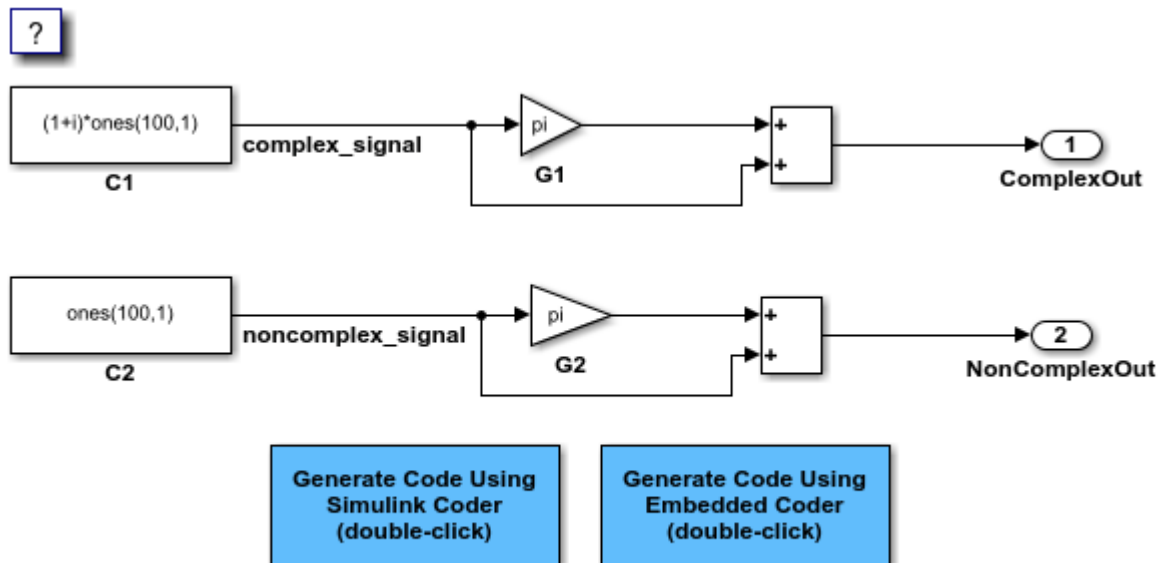 ?
(1+i)*ones(100,1)
complex_signal
C1
pi
G1
+
+
1
ComplexOut
ones(100,1)
noncomplex_signal
C2
pi
G2
+
+
2
NonComplexOut
Generate Code Using
Simulink Coder
(double-click)
Generate Code Using
Embedded Coder
(double-click)